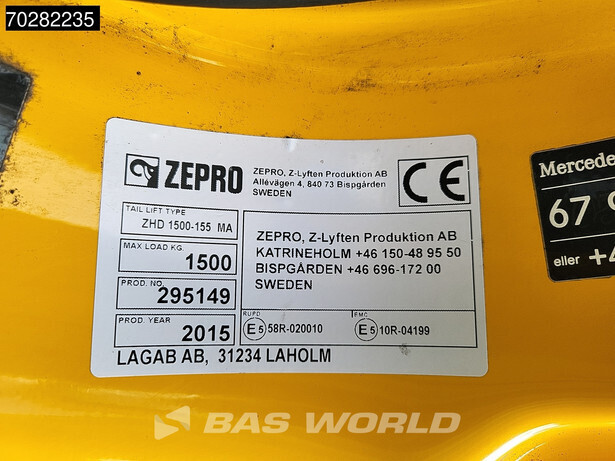 70282235
ZEPRO
ZEPRO, Z-Lyften Produktion AB
Allévägen 4, 840 73 Bispgården
SWEDEN
CE
TAIL LIFT TYPE
ZHD 1500-155 MA
MAX LOAD KG.
1500
PROD. NO.
295149
PROD. YEAR
2015
ZEPRO, Z-Lyften Produktion AB
KATRINEHOLM +46 150-48 95 50
BISPGÅRDEN +46 696-172 00
SWEDEN
RUPD
E5 58R-020010
EMC
E5 10R-04199
LAGAB AB, 31234 LAHOLM
67
eller
BAS WORLD